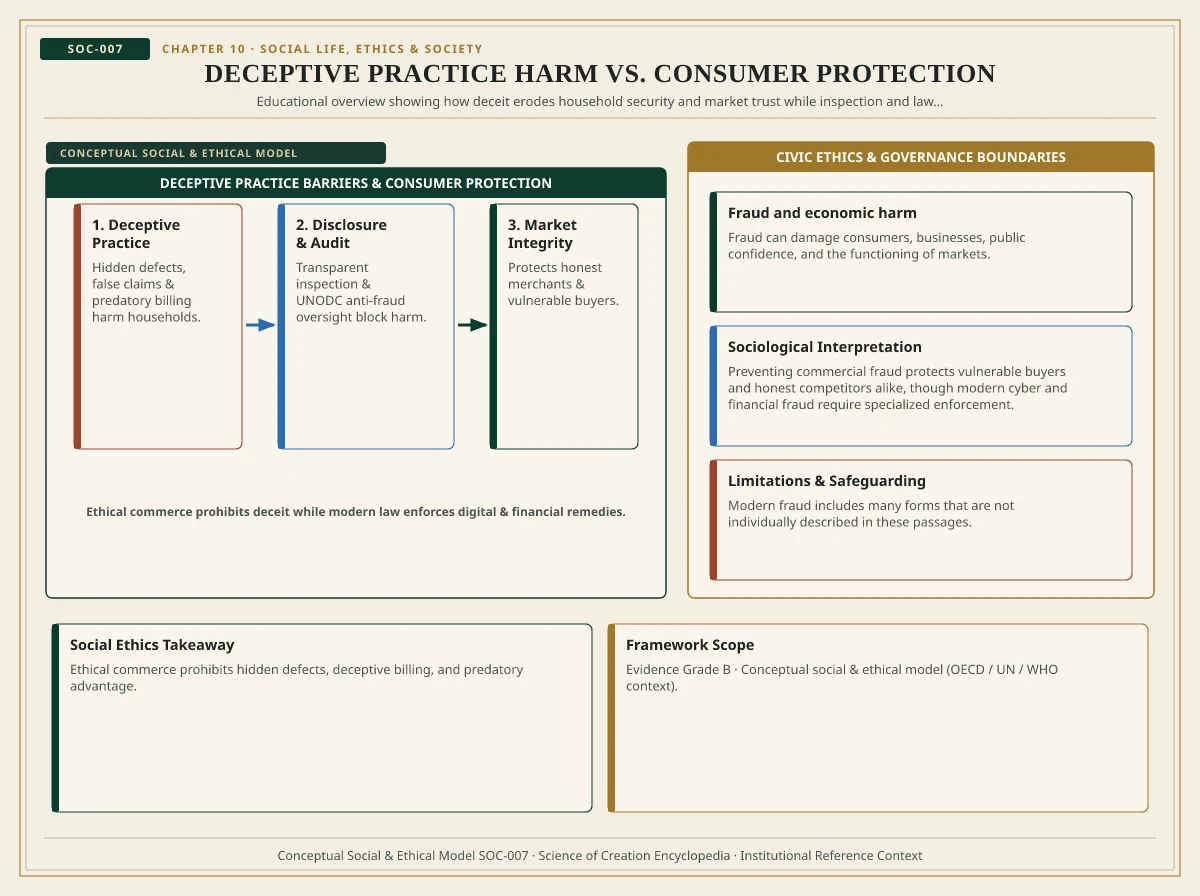 SOC-007
CHAPTER 10 · SOCIAL LIFE, ETHICS & SOCIETY
DECEPTIVE PRACTICE HARM VS. CONSUMER PROTECTION
Educational overview showing how deceit erodes household security and market trust while inspection and law...
CONCEPTUAL SOCIAL & ETHICAL MODEL
DECEPTIVE PRACTICE BARRIERS & CONSUMER PROTECTION
1. Deceptive
Practice
Hidden defects,
false claims &
predatory billing
harm households.
2. Disclosure
& Audit
Transparent
inspection &
UNODC anti-fraud
oversight block harm.
3. Market
Integrity
Protects honest
merchants &
vulnerable buyers.
Ethical commerce prohibits deceit while modern law enforces digital & financial remedies.
CIVIC ETHICS & GOVERNANCE BOUNDARIES
Fraud and economic harm
Fraud can damage consumers, businesses, public
confidence, and the functioning of markets.
Sociological Interpretation
Preventing commercial fraud protects vulnerable buyers
and honest competitors alike, though modern cyber and
financial fraud require specialized enforcement.
Limitations & Safeguarding
Modern fraud includes many forms that are not
individually described in these passages.
Social Ethics Takeaway
Ethical commerce prohibits hidden defects, deceptive billing, and predatory
advantage.
Framework Scope
Evidence Grade B · Conceptual social & ethical model (OECD / UN / WHO
context).
Conceptual Social & Ethical Model SOC-007 · Science of Creation Encyclopedia · Institutional Reference Context